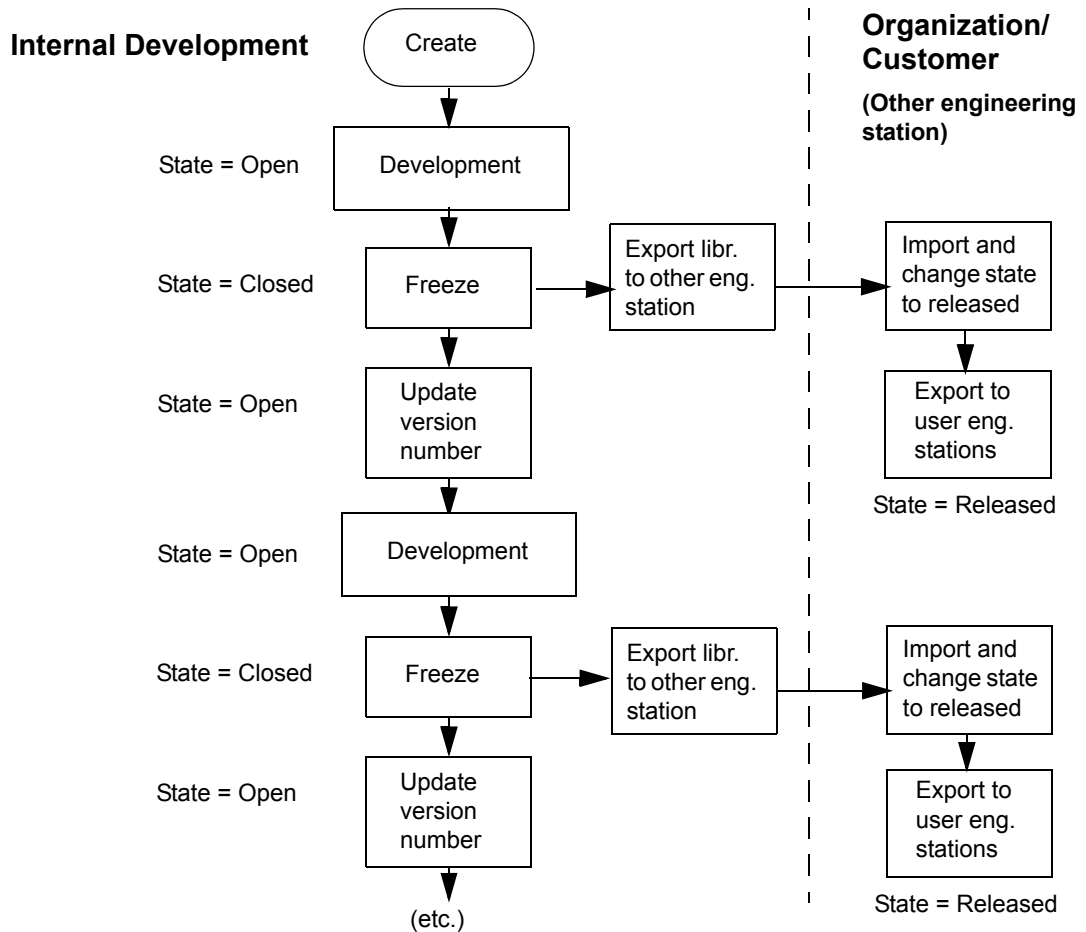 Internal Development
Create
Organization/
Customer
(Other engineering
station)
State = Open
Development
State = Closed
Freeze
Export libr.
to other eng.
station
Import and
change state
to released
State = Open
Update
version
number
Export to
user eng.
stations
State = Released
State = Open
Development
State = Closed
Freeze
Export libr.
to other eng.
station
Import and
change state
to released
State = Open
Update
version
number
Export to
user eng.
stations
State = Released
(etc.)